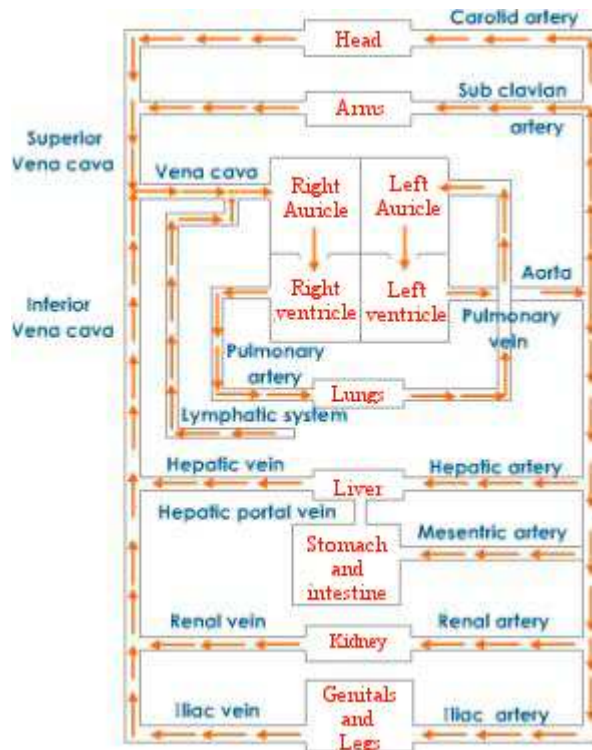 Carotid artery
Head
Sub clavian
artery
Arms
Superior
Vena cava
Vena cava
Right
Auricle
Left
Auricle
Inferior
Vena cava
Aorta
Right
ventricle
Left
ventricle
Pulmonary
vein
Pulmonary
artery
Lungs
Lymphatic system
Hepatic vein
Hepatic artery
Liver
Hepatic portal vein
Mesentric artery
Stomach
and
intestine
Renal vein
Renal artery
Kidney
Genitals
and
Legs
Iliac vein
Iliac artery